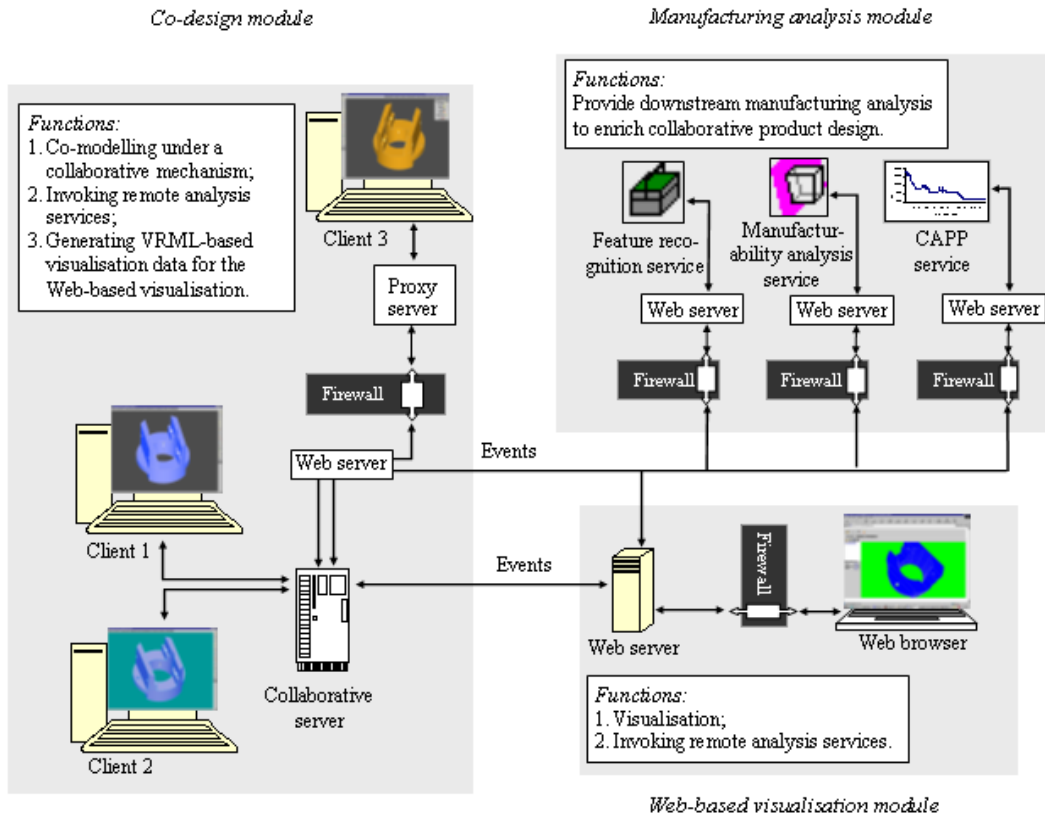 Co-design module
Manufacturing analysis module
Functions:
1. Co-modelling under a
collaborative mechanism;
2. Invoking remote analysis
services;
3. Generating VRML-based
visualisation data for the
Web-based visualisation.
Client 3
Proxy
server
Firewall
Web server
Client 1
Client 2
Collaborative
server
Events
Events
Functions:
Provide downstream manufacturing analysis
to enrich collaborative product design.
Feature reco-
gnition service
Manufactur-
ability analysis
service
CAPP
service
Web server
Web server
Web server
Firewall
Firewall
Firewall
Web server
Firewall
Web browser
Functions:
1. Visualisation;
2. Invoking remote analysis services.
Web-based visualisation module